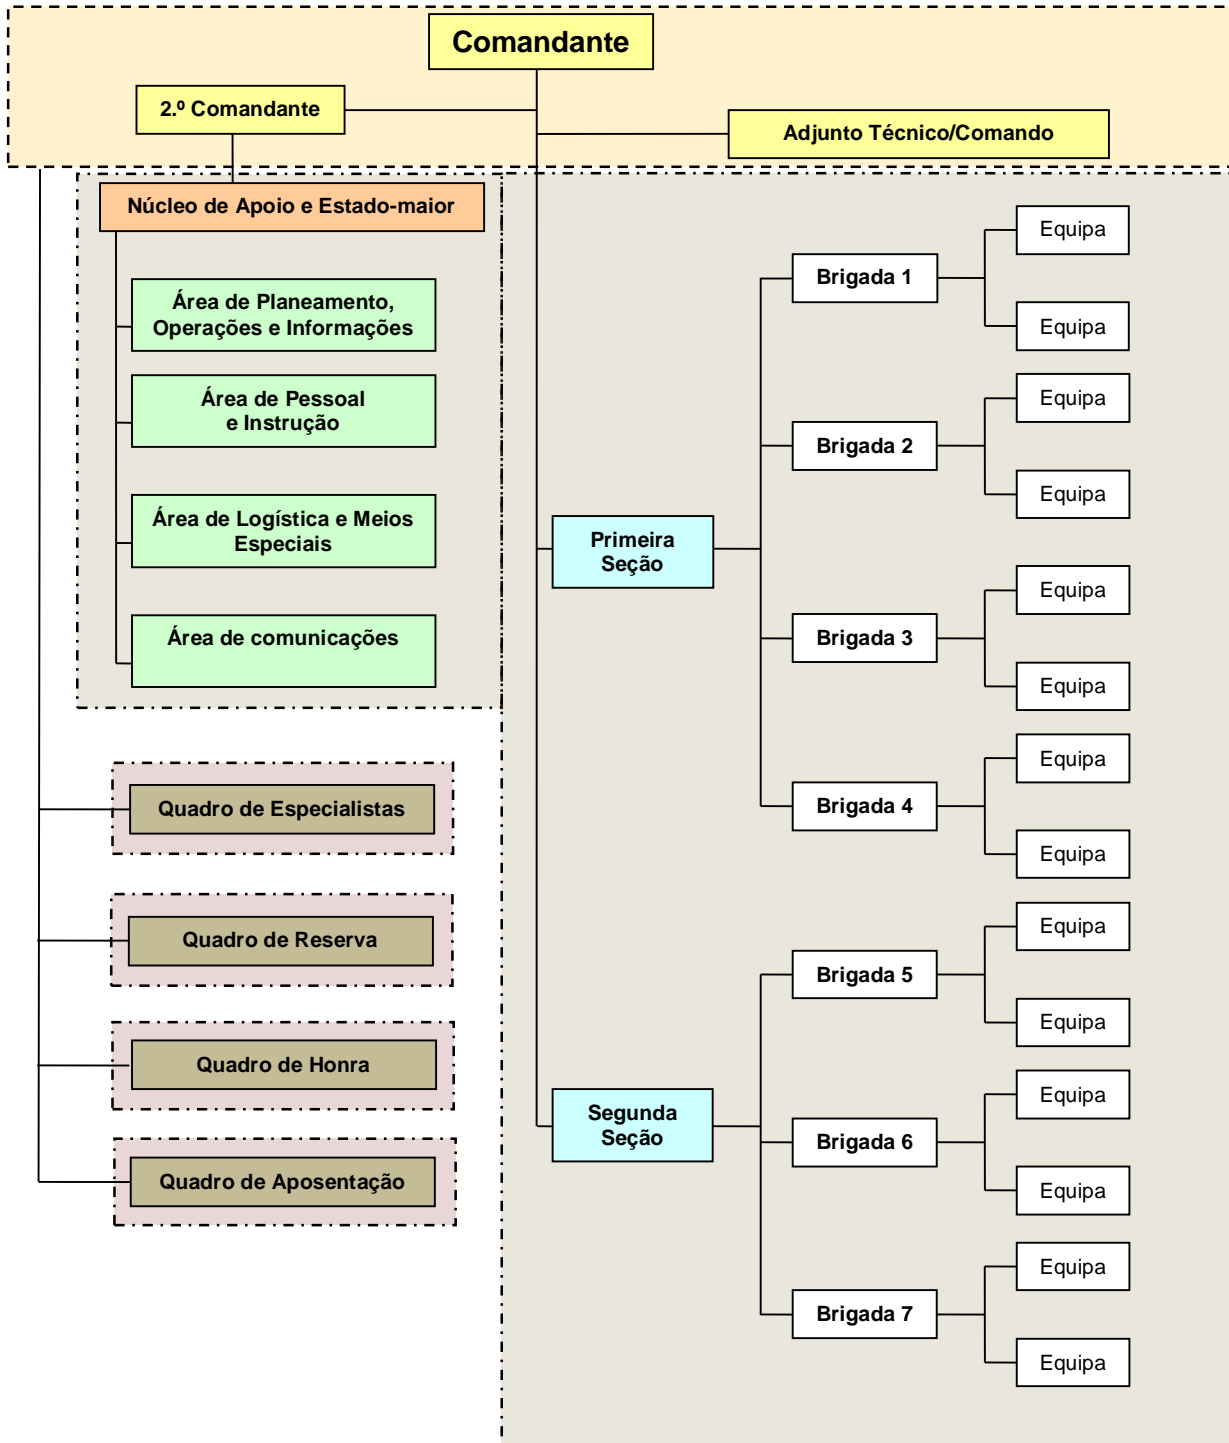 Comandante
2.º Comandante
Adjunto Técnico/Comando
Núcleo de Apoio e Estado-maior
Área de Planeamento,
Operações e Informações
Área de Pessoal
e Instrução
Área de Logística e Meios
Especiais
Área de comunicações
Quadro de Especialistas
Quadro de Reserva
Quadro de Honra
Quadro de Aposentação
Primeira
Seção
Brigada 1
Equipa
Equipa
Brigada 2
Equipa
Equipa
Brigada 3
Equipa
Equipa
Brigada 4
Equipa
Equipa
Segunda
Seção
Brigada 5
Equipa
Equipa
Brigada 6
Equipa
Equipa
Brigada 7
Equipa
Equipa